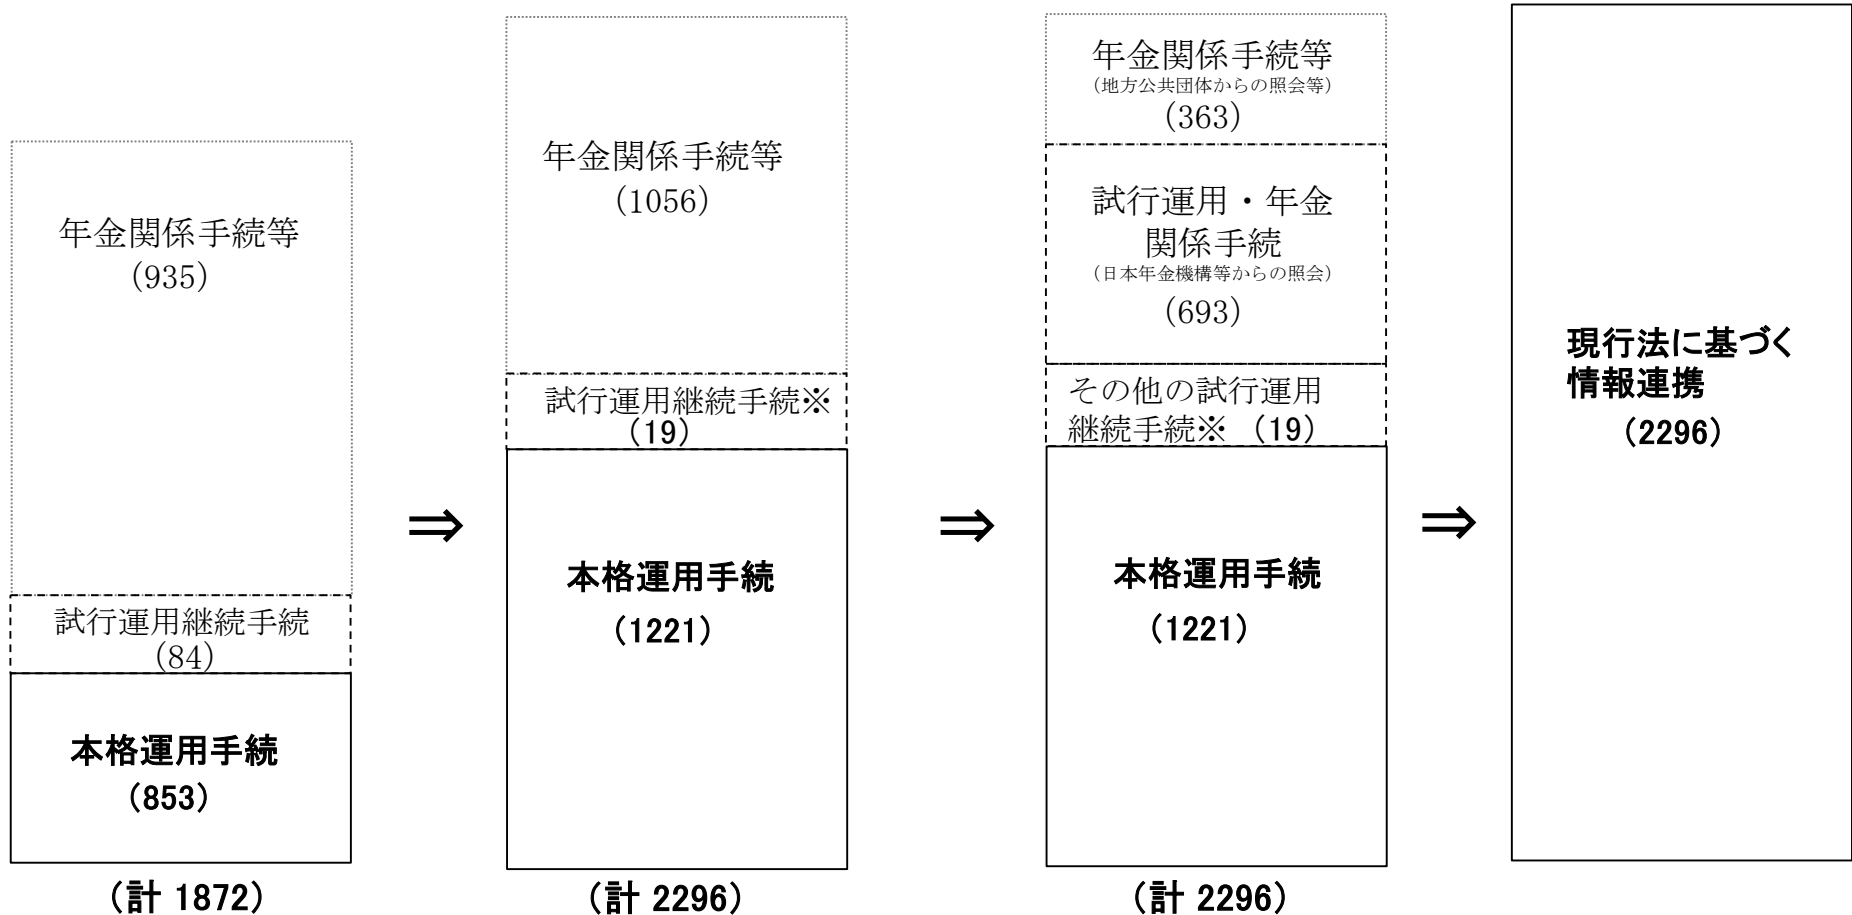 年金関係手続等
（935）
試行運用継続手続
（84）
本格運用手続
（853）
（計 1872）
⇒
年金関係手続等
（1056）
試行運用継続手続※
（19）
本格運用手続
（1221）
（計 2296）
⇒
年金関係手続等
（地方公共団体からの照会等）
（363）
試行運用・年金
関係手続
（日本年金機構等からの照会）
（693）
その他の試行運用
継続手続※ （19）
本格運用手続
（1221）
（計 2296）
⇒
現行法に基づく
情報連携
（2296）